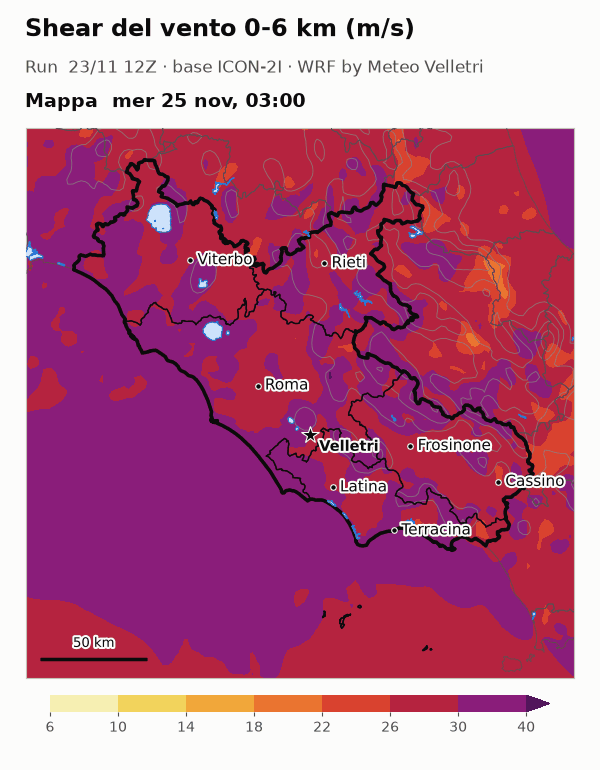 Shear del vento 0-6 km (m/s)
Run  23/11 12Z · base ICON-2I · WRF by Meteo Velletri
Mappa  mer 25 nov, 03:00
Viterbo
Rieti
Roma
Velletri
Frosinone
Cassino
Latina
Terracina
50 km
6 10 14 18 22 26 30 40